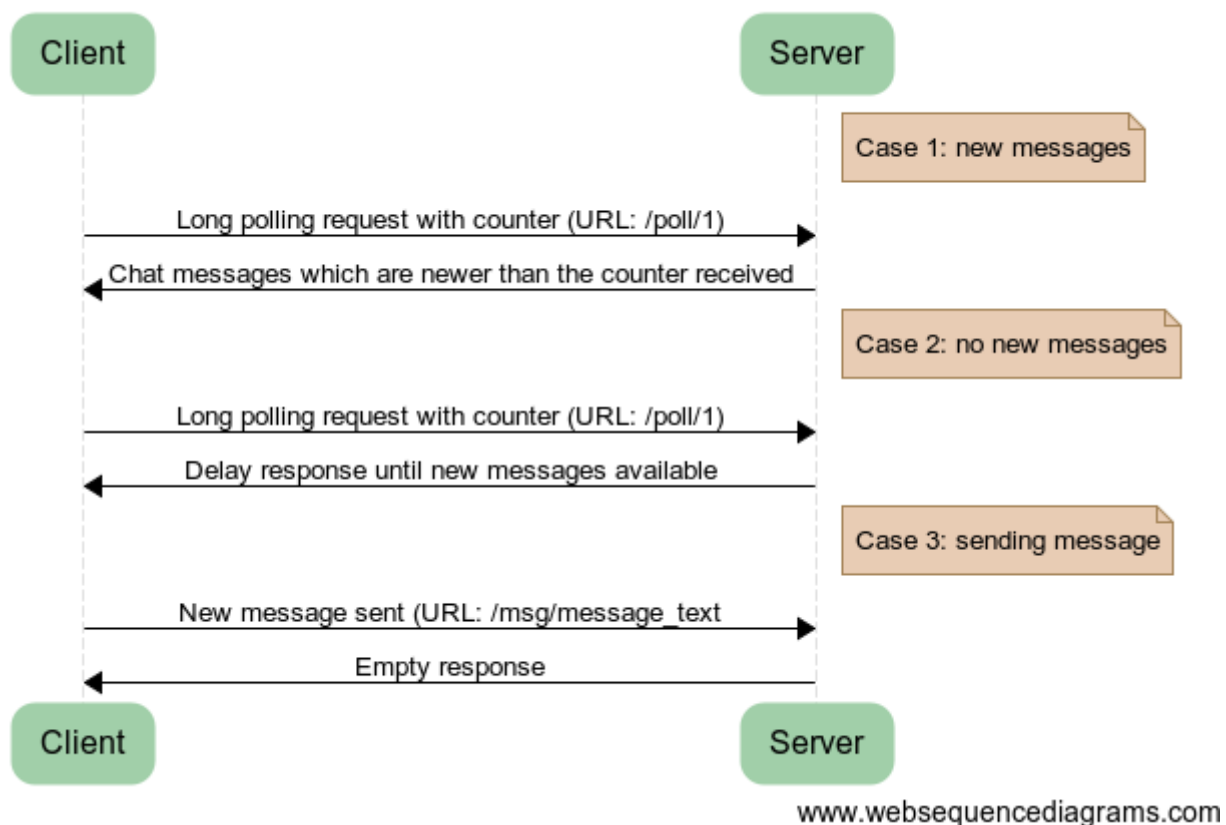 Client
Server
Case 1: new messages
Long polling request with counter (URL: /poll/1)
Chat messages which are newer than the counter received
Case 2: no new messages
Long polling request with counter (URL: /poll/1)
Delay response until new messages available
Case 3: sending message
New message sent (URL: /msg/message_text
Empty response
Client
Server
www.websequencediagrams.com